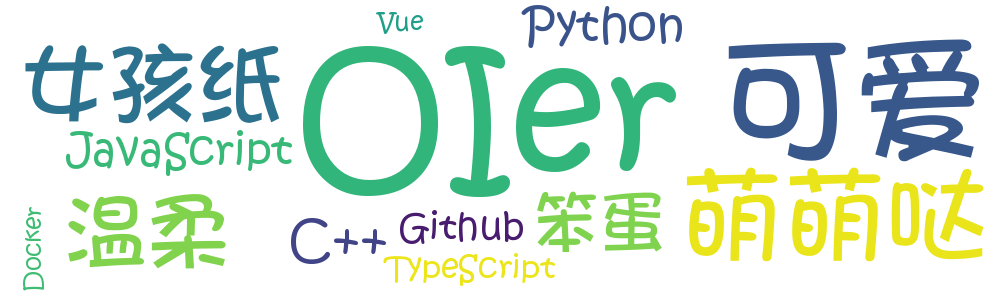 Vue
Python
女孩纸
OIer
可爱
JavaScript
温柔
Docker
C++
Github
笨蛋
萌萌哒
TypeScript